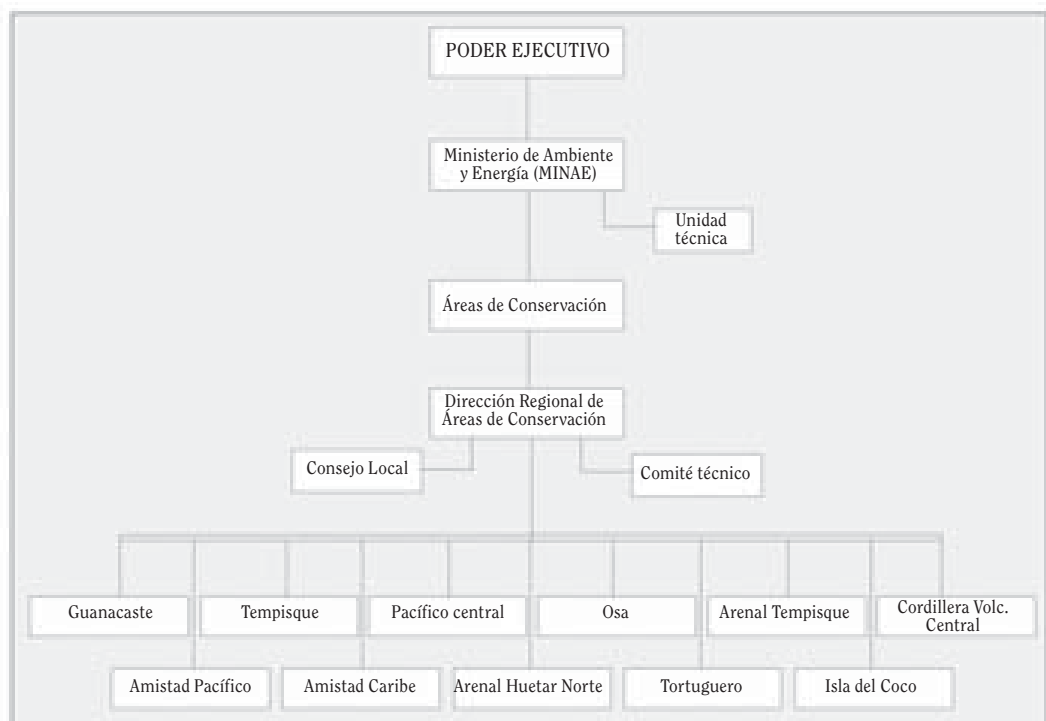 PODER EJECUTIVO
Ministerio de Ambiente
y Energía (MINAE)
Unidad
técnica
Áreas de Conservación
Dirección Regional de
Áreas de Conservación
Consejo Local
Comité técnico
Guanacaste
Tempisque
Pacífico central
Osa
Arenal Tempisque
Cordillera Volc.
Central
Amistad Pacífico
Amistad Caribe
Arenal Huetar Norte
Tortuguero
Isla del Coco